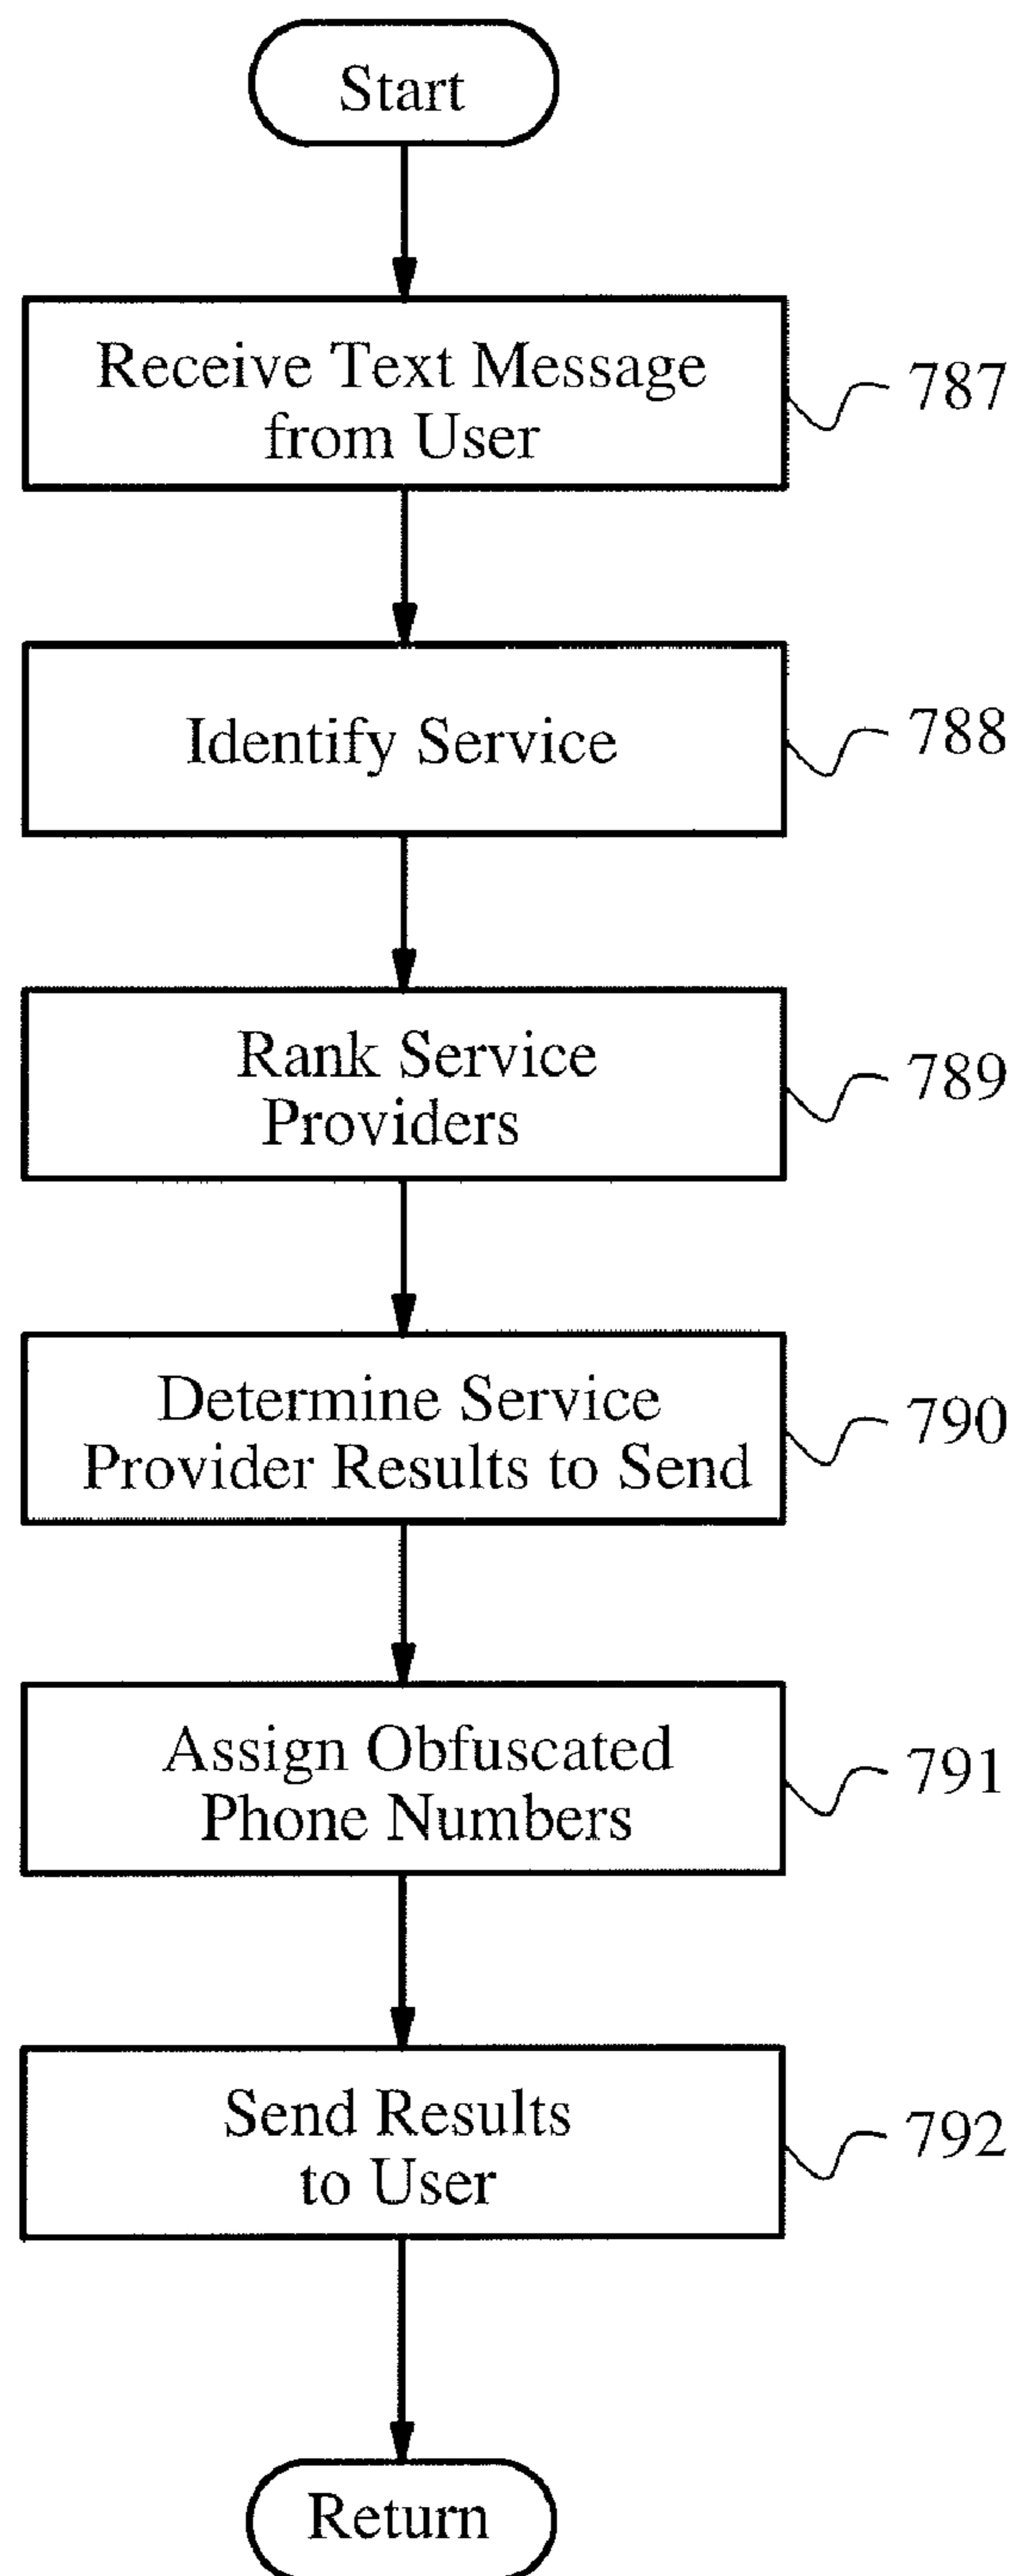 Start
Receive Text Message
from User
787
Identify Service
788
Rank Service
Providers
789
Determine Service
Provider Results to Send
790
Assign Obfuscated
Phone Numbers
791
Send Results
to User
792
Return